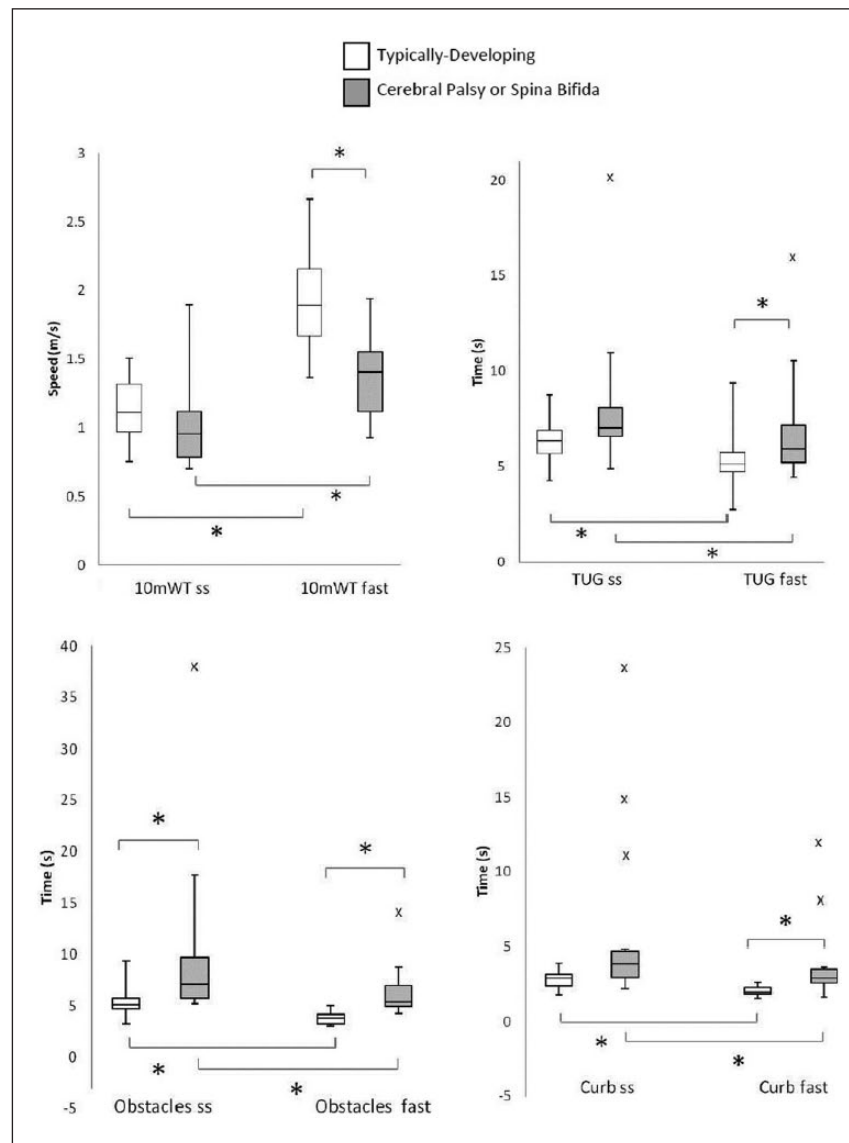 Typically-Developing
Cerebral Palsy or Spina Bifida
3
2.5
2
1.5
1
0.5
0
Speed (m/s)
*
*
*
10mWT ss
10mWT fast
20
15
10
5
0
Time (s)
x
x
*
*
*
TUG ss
TUG fast
40
35
30
25
20
15
10
5
0
-5
Time (s)
x
x
*
*
*
*
Obstacles ss
Obstacles fast
25
20
15
10
5
0
-5
Time (s)
x
x
x
x
x
*
*
*
Curb ss
Curb fast